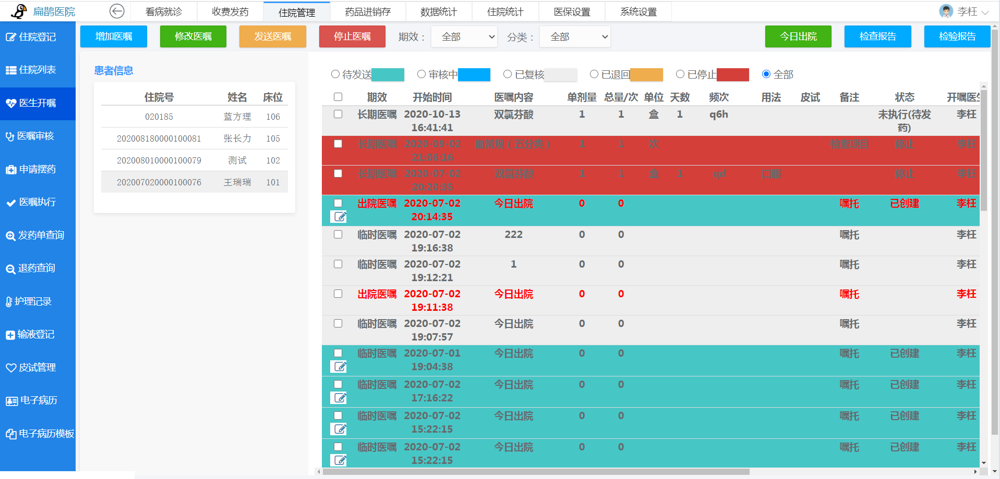 扁鹊医院
看病就诊 收费发药 住院管理 药品进销存 数据统计 住院统计 医保设置 系统设置 李枉
住院登记
住院列表
医生开嘱
医嘱审核
申请摆药
医嘱执行
发药单查询
退药查询
护理记录
输液登记
皮试管理
电子病历
电子病历模板
增加医嘱 修改医嘱 发送医嘱 停止医嘱 期效： 全部 分类： 全部 今日出院 检查报告 检验报告
患者信息
住院号 姓名 床位
020185 蓝方理 106
202008180000100081 张长力 105
202008010000100079 测试 102
202007020000100076 王瑞瑞 101
待发送 审核中 已复核 已退回 已停止 全部
期效 开始时间 医嘱内容 单剂量 总量/次 单位 天数 频次 用法 皮试 备注 状态 开嘱医生
长期医嘱 2020-10-13 双氯芬酸 1 1 盒 1 q6h 未执行(待发 李枉
16:41:41 药)
长期医嘱 2020-09-02 血常规（五分类） 1 1 次 检查项目 停止 李枉
21:06:16
长期医嘱 2020-07-02 双氯芬酸 1 1 盒 1 qd 口服 停止 李枉
20:20:35
出院医嘱 2020-07-02 今日出院 0 0 嘱托 已创建 李枉
20:14:35
临时医嘱 2020-07-02 222 0 0 嘱托 李枉
19:16:38
临时医嘱 2020-07-02 1 0 0 嘱托 李枉
19:12:21
出院医嘱 2020-07-02 今日出院 0 0 嘱托 李枉
19:11:38
临时医嘱 2020-07-02 今日出院 0 0 嘱托 李枉
19:07:57
临时医嘱 2020-07-01 今日出院 0 0 嘱托 已创建 李枉
19:04:38
临时医嘱 2020-07-02 今日出院 0 0 嘱托 已创建 李枉
17:16:22
临时医嘱 2020-07-02 今日出院 0 0 嘱托 已创建 李枉
15:22:15
临时医嘱 2020-07-02 今日出院 0 0 嘱托 已创建 李枉
15:22:15